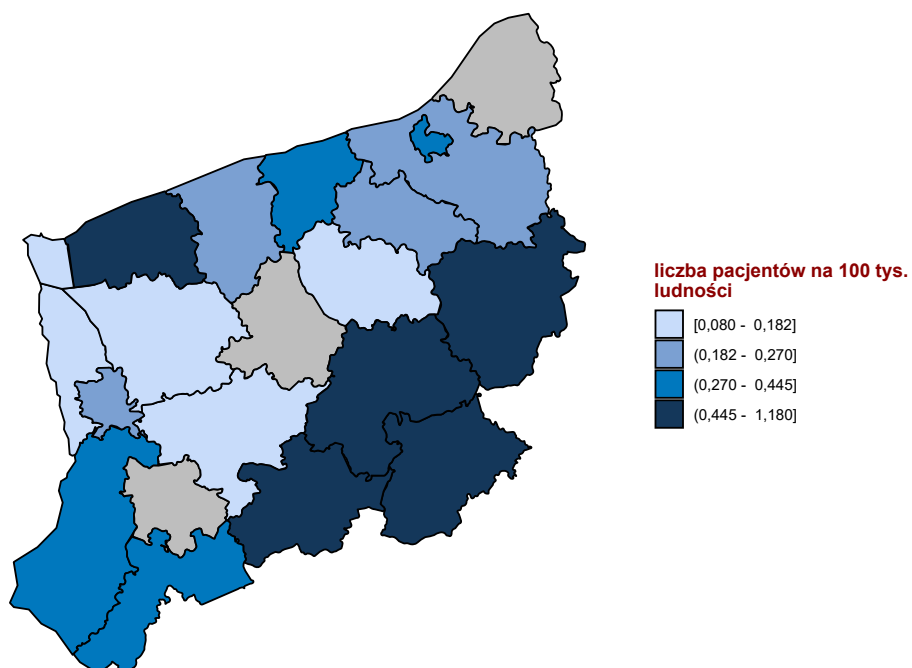 liczba pacjentów na 100 tys.
ludności
[0,080 - 0,182]
(0,182 - 0,270]
(0,270 - 0,445]
(0,445 - 1,180]